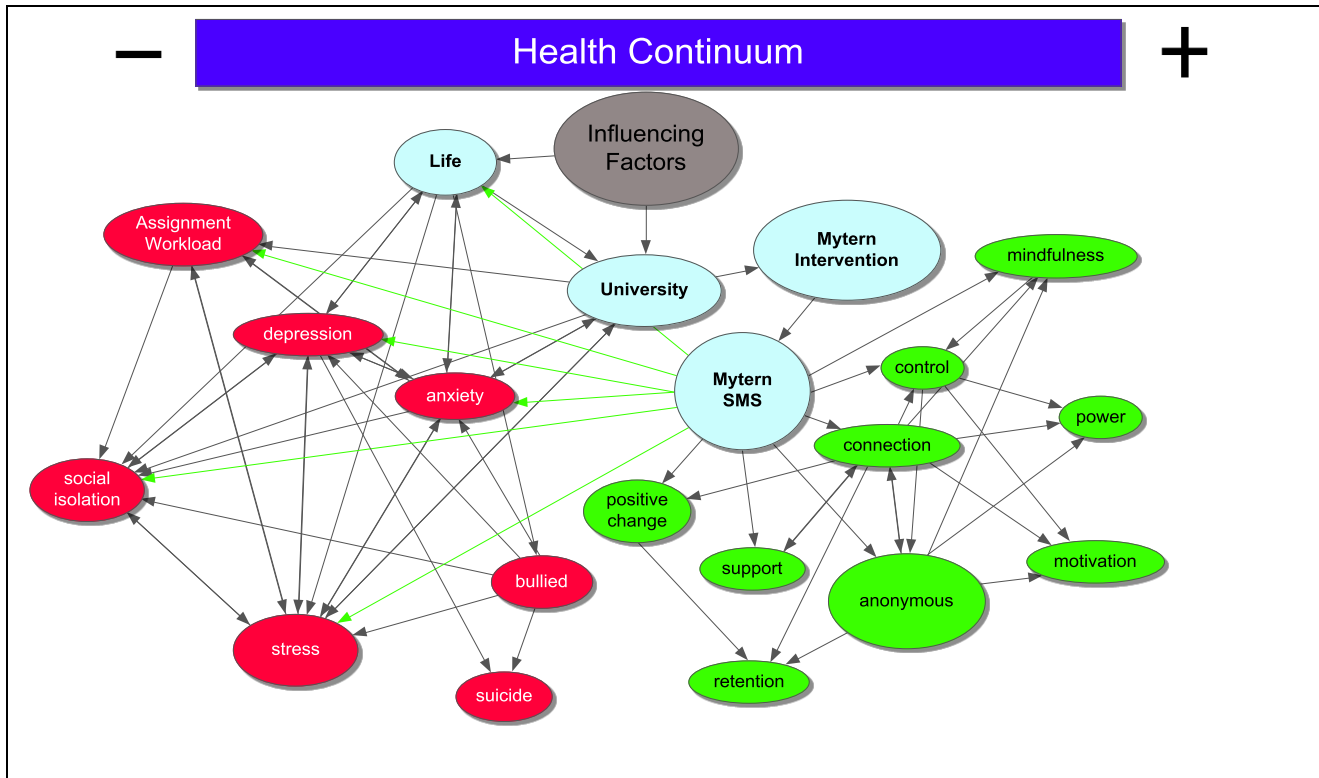 −
Health Continuum
+
Influencing
Factors
Life
Assignment
Workload
Mytern
Intervention
mindfulness
University
depression
control
Mytern
SMS
anxiety
power
connection
social
isolation
positive
change
support
motivation
bullied
anonymous
stress
retention
suicide